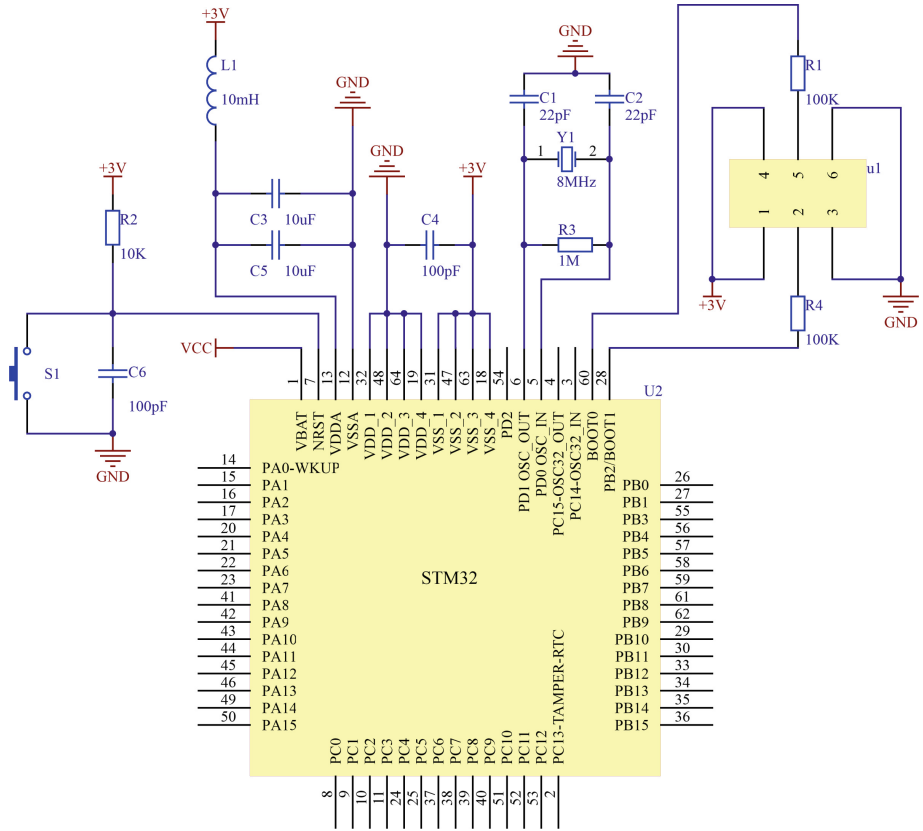 +3V
L1
10mH
GND
GND
C1
22pF
C2
22pF
1
Y1
2
8MHz
R1
100K
GND
+3V
u1
4
5
6
1
2
3
+3V
R2
10K
C3
10uF
C5
10uF
C4
100pF
R3
1M
+3V
GND
R4
100K
VCC
S1
C6
100pF
GND
1
7
13
12
32
48
64
19
31
47
63
18
54
6
5
4
3
60
28
U2
VBAT
NRST
VDDA
VSSA
VDD_1
VDD_2
VDD_3
VDD_4
VSS_1
VSS_2
VSS_3
VSS_4
PD2
PD1 OSC_OUT
PD0 OSC_IN
PC15-OSC32_OUT
PC14-OSC32_IN
BOOT0
PB2/BOOT1
14 PA0-WKUP
15 PA1
16 PA2
17 PA3
20 PA4
21 PA5
22 PA6
23 PA7
41 PA8
42 PA9
43 PA10
44 PA11
45 PA12
46 PA13
49 PA14
50 PA15
STM32
PB0 26
PB1 27
PB3 55
PB4 56
PB5 57
PB6 58
PB7 59
PB8 61
PB9 62
PB10 29
PB11 30
PB12 33
PB13 34
PB14 35
PB15 36
PC0
PC1
PC2
PC3
PC4
PC5
PC6
PC7
PC8
PC9
PC10
PC11
PC12
PC13-TAMPER-RTC
8
9
10
11
24
25
37
38
39
40
51
52
53
2